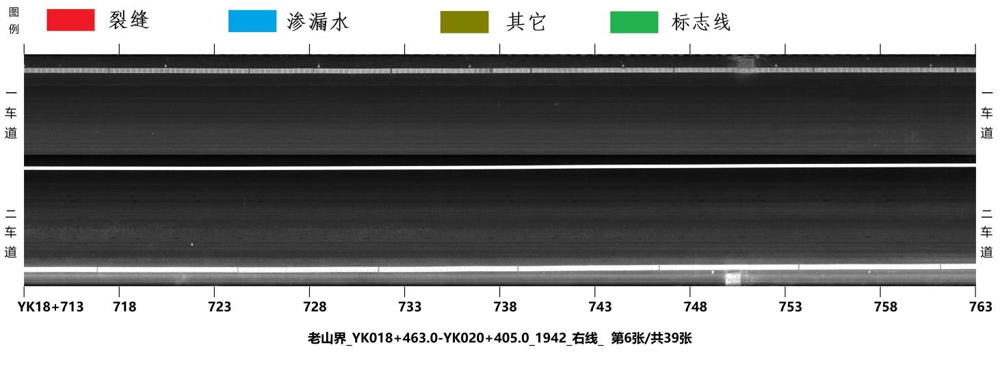 图例 裂缝 渗漏水 其它 标志线
一车道 一车道
二车道 二车道
YK18+713 718 723 728 733 738 743 748 753 758 763
老山界_YK018+463.0-YK020+405.0_1942_右线_ 第6张/共39张